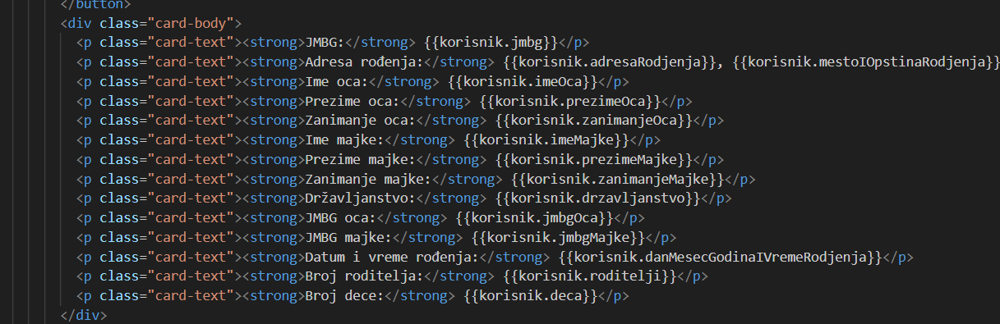 </button>
<div class="card-body">
<p class="card-text"><strong>JMBG:</strong> {{korisnik.jmbg}}</p>
<p class="card-text"><strong>Adresa rođenja:</strong> {{korisnik.adresaRodjenja}}, {{korisnik.mestoIOpstinaRodjenja}}
<p class="card-text"><strong>Ime oca:</strong> {{korisnik.imeOca}}</p>
<p class="card-text"><strong>Prezime oca:</strong> {{korisnik.prezimeOca}}</p>
<p class="card-text"><strong>Zanimanje oca:</strong> {{korisnik.zanimanjeOca}}</p>
<p class="card-text"><strong>Ime majke:</strong> {{korisnik.imeMajke}}</p>
<p class="card-text"><strong>Prezime majke:</strong> {{korisnik.prezimeMajke}}</p>
<p class="card-text"><strong>Zanimanje majke:</strong> {{korisnik.zanimanjeMajke}}</p>
<p class="card-text"><strong>Državljanstvo:</strong> {{korisnik.drzavljanstvo}}</p>
<p class="card-text"><strong>JMBG oca:</strong> {{korisnik.jmbgOca}}</p>
<p class="card-text"><strong>JMBG majke:</strong> {{korisnik.jmbgMajke}}</p>
<p class="card-text"><strong>Datum i vreme rođenja:</strong> {{korisnik.danMesecGodinaIVremeRodjenja}}</p>
<p class="card-text"><strong>Broj roditelja:</strong> {{korisnik.roditelji}}</p>
<p class="card-text"><strong>Broj dece:</strong> {{korisnik.deca}}</p>
</div>